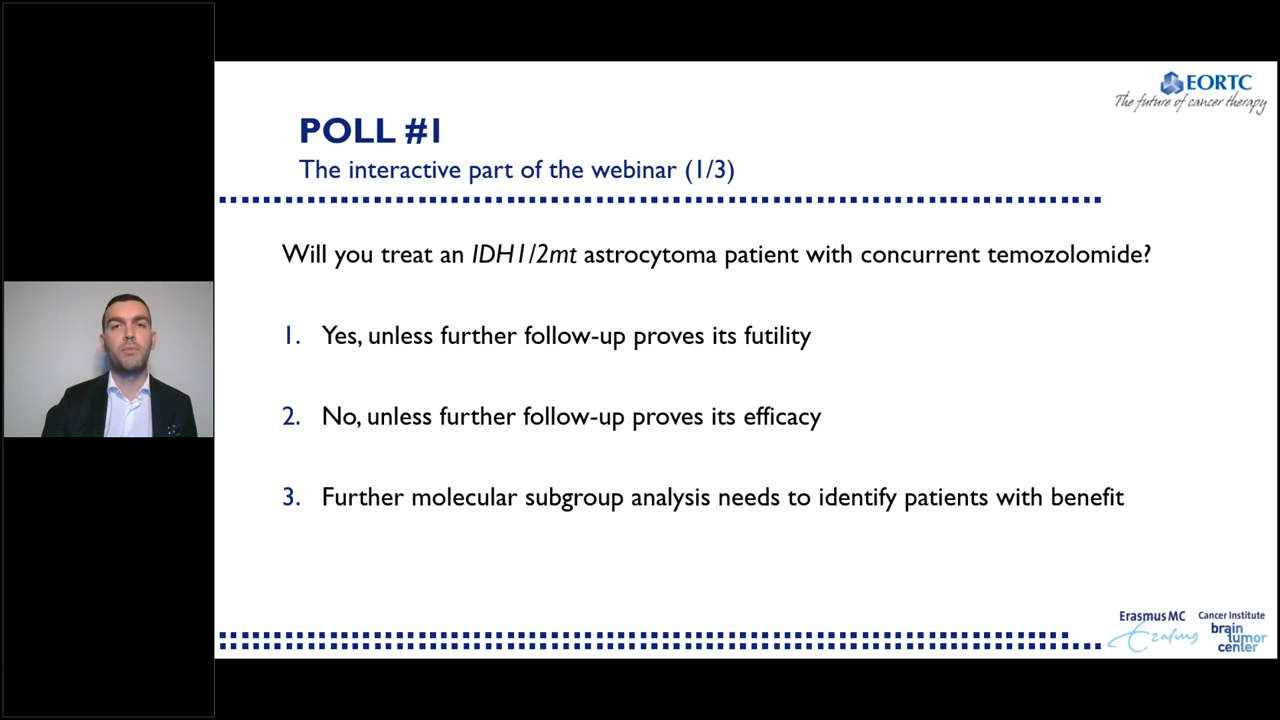 EORTC
The future of cancer therapy
POLL #1
The interactive part of the webinar (1/3)
Will you treat an IDH1/2mt astrocytoma patient with concurrent temozolomide?
1. Yes, unless further follow-up proves its futility
2. No, unless further follow-up proves its efficacy
3. Further molecular subgroup analysis needs to identify patients with benefit
Erasmus MC
Erasmus
Cancer Institute
brain
tumor
center